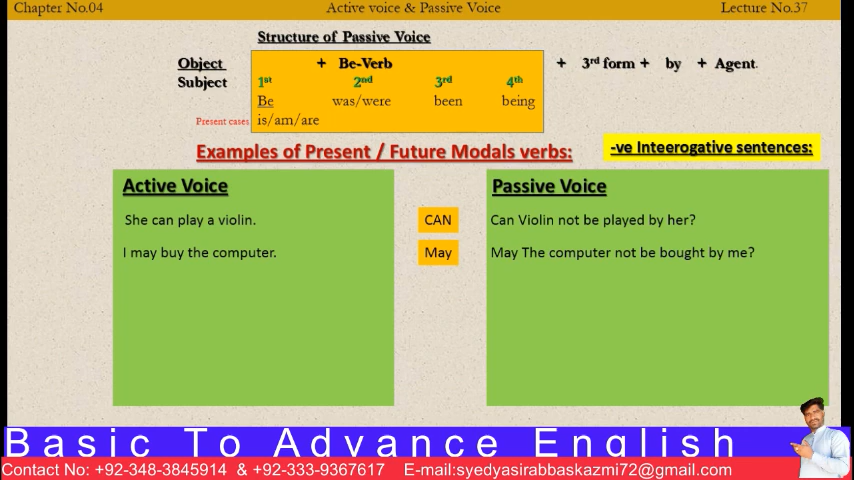 Chapter No.04 Active voice & Passive Voice Lecture No.37
Structure of Passive Voice
Object + Be-Verb + 3rd form + by + Agent.
Subject 1st 2nd 3rd 4th
Be was/were been being
Present cases is/am/are
Examples of Present / Future Modals verbs: -ve Inteerogative sentences:
Active Voice Passive Voice
She can play a violin. CAN Can Violin not be played by her?
I may buy the computer. May May The computer not be bought by me?
Basic To Advance English
Contact No: +92-348-3845914 & +92-333-9367617 E-mail:syedyasirabbaskazmi72@gmail.com